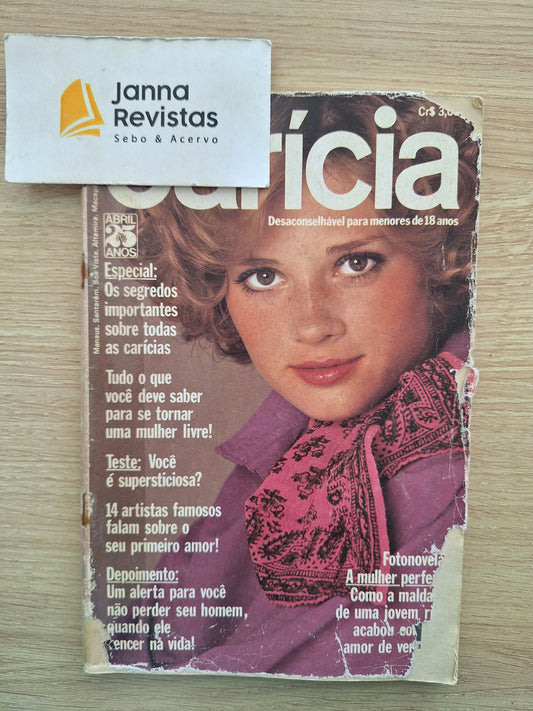 Janna
Revistas
Sebo & Acervo
Cr$ 3,0
carícia
Desaconselhável para menores de 18 anos
Manaus, Santarém, Boa Vista, Altamira, Macap
ABRIL
25
ANOS
Especial:
Os segredos
importantes
sobre todas
as carícias
Tudo o que
você deve saber
para se tornar
uma mulher livre!
Teste: Você
é supersticiosa?
14 artistas famosos
falam sobre o
seu primeiro amor!
Depoimento:
Um alerta para você
não perder seu homem,
quando ele
encer na vida!
Fotonovela
A mulher perfe
Como a malda
de uma jovem r
acabou co
amor de ver